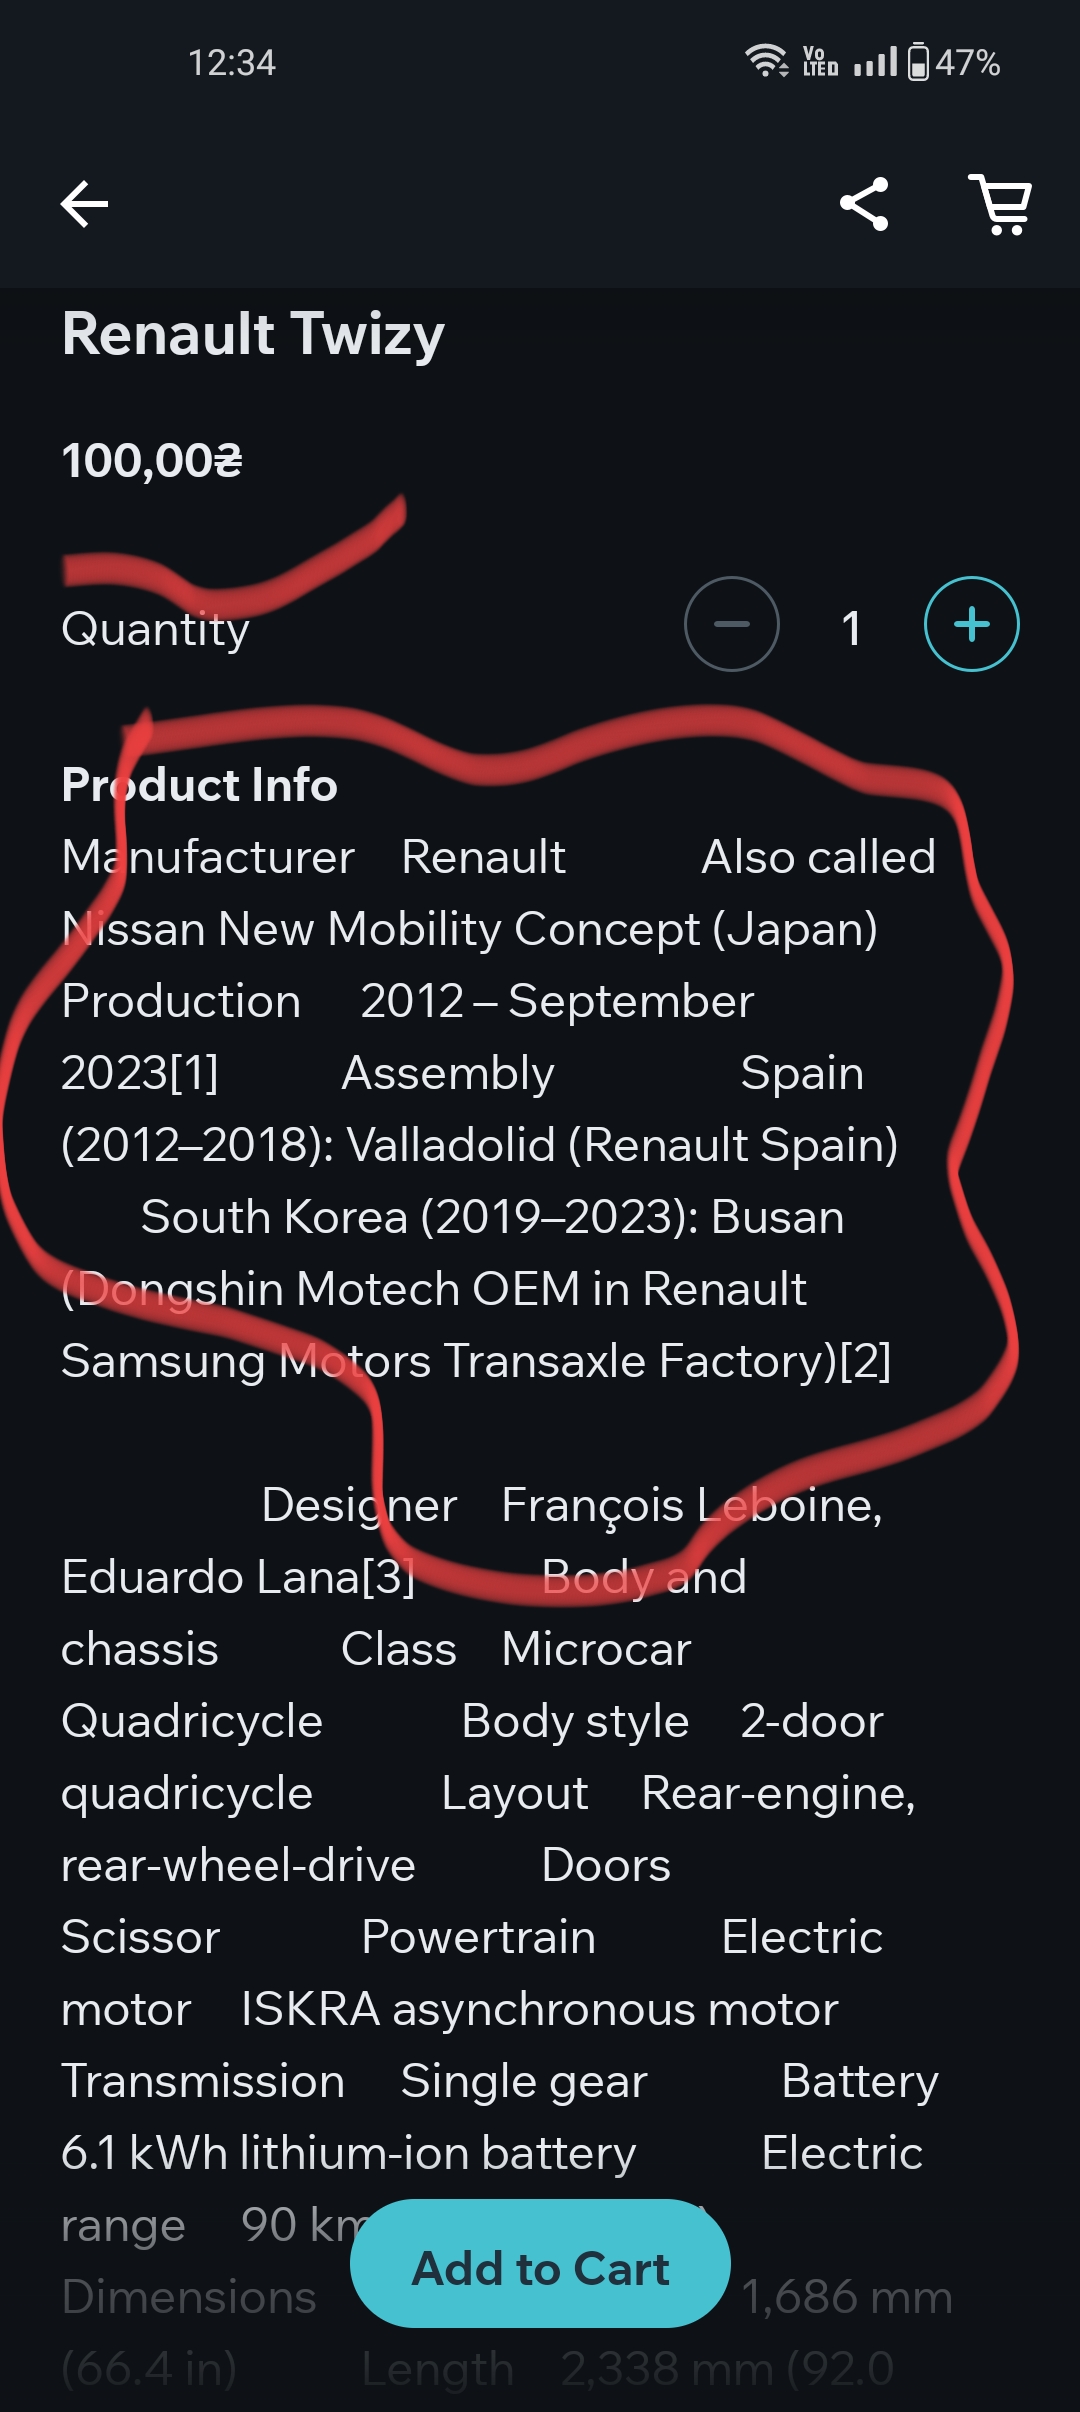 12:34
Vo
LTE 47%
Renault Twizy
100,00₴
Quantity 1
Product Info
Manufacturer Renault Also called
Nissan New Mobility Concept (Japan)
Production 2012 – September
2023[1] Assembly Spain
(2012–2018): Valladolid (Renault Spain)
South Korea (2019–2023): Busan
(Dongshin Motech OEM in Renault
Samsung Motors Transaxle Factory)[2]
Designer François Leboine,
Eduardo Lana[3] Body and
chassis Class Microcar
Quadricycle Body style 2-door
quadricycle Layout Rear-engine,
rear-wheel-drive Doors
Scissor Powertrain Electric
motor ISKRA asynchronous motor
Transmission Single gear Battery
6.1 kWh lithium-ion battery Electric
range 90 km
Add to Cart
Dimensions 1,686 mm
(66.4 in) Length 2,338 mm (92.0